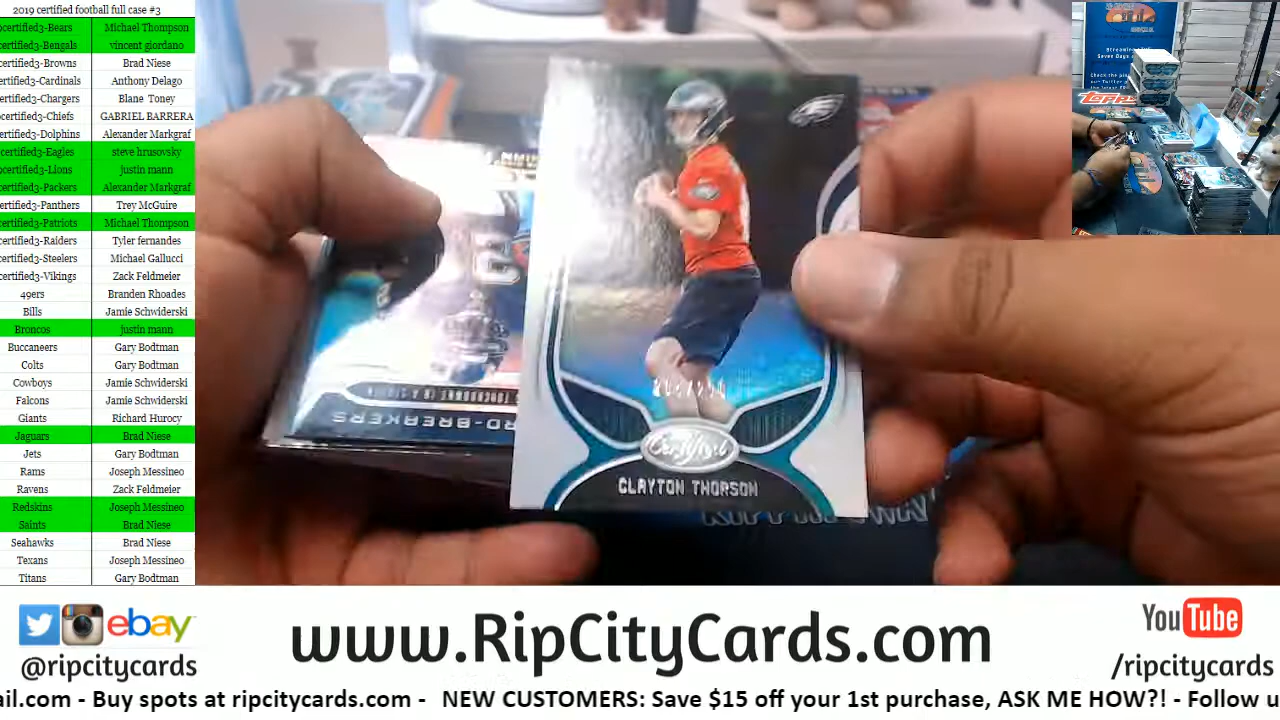 2019 certified football full case #3
certified3-Bears Michael Thompson
certified3-Bengals vincent giordano
certified3-Browns Brad Niese
certified3-Cardinals Anthony Delago
certified3-Chargers Blane Toney
certified3-Chiefs GABRIEL BARRERA
certified3-Dolphins Alexander Markgraf
certified3-Eagles steve hrusovsky
certified3-Lions justin mann
certified3-Packers Alexander Markgraf
certified3-Panthers Trey McGuire
certified3-Patriots Michael Thompson
certified3-Raiders Tyler fernandes
certified3-Steelers Michael Gallucci
certified3-Vikings Zack Feldmeier
49ers Branden Rhoades
Bills Jamie Schwiderski
Broncos justin mann
Buccaneers Gary Bodtman
Colts Gary Bodtman
Cowboys Jamie Schwiderski
Falcons Jamie Schwiderski
Giants Richard Hurocy
Jaguars Brad Niese
Jets Gary Bodtman
Rams Joseph Messineo
Ravens Zack Feldmeier
Redskins Joseph Messineo
Saints Brad Niese
Seahawks Brad Niese
Texans Joseph Messineo
Titans Gary Bodtman
Certified
CLAYTON THORSON
RD-BREAKERS
Topps
ebay
@ripcitycards
www.RipCityCards.com
YouTube
/ripcitycards
ail.com - Buy spots at ripcitycards.com - NEW CUSTOMERS: Save $15 off your 1st purchase, ASK ME HOW?! - Follow u